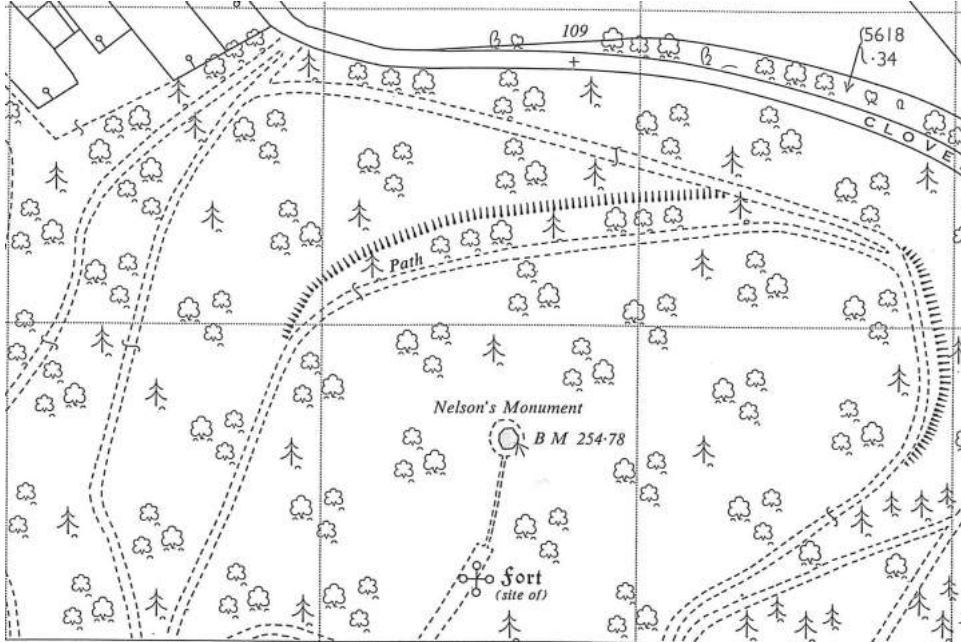 109
5618
·34
CLOVE
Path
Nelson's Monument
B M 254·78
Fort
(site of)